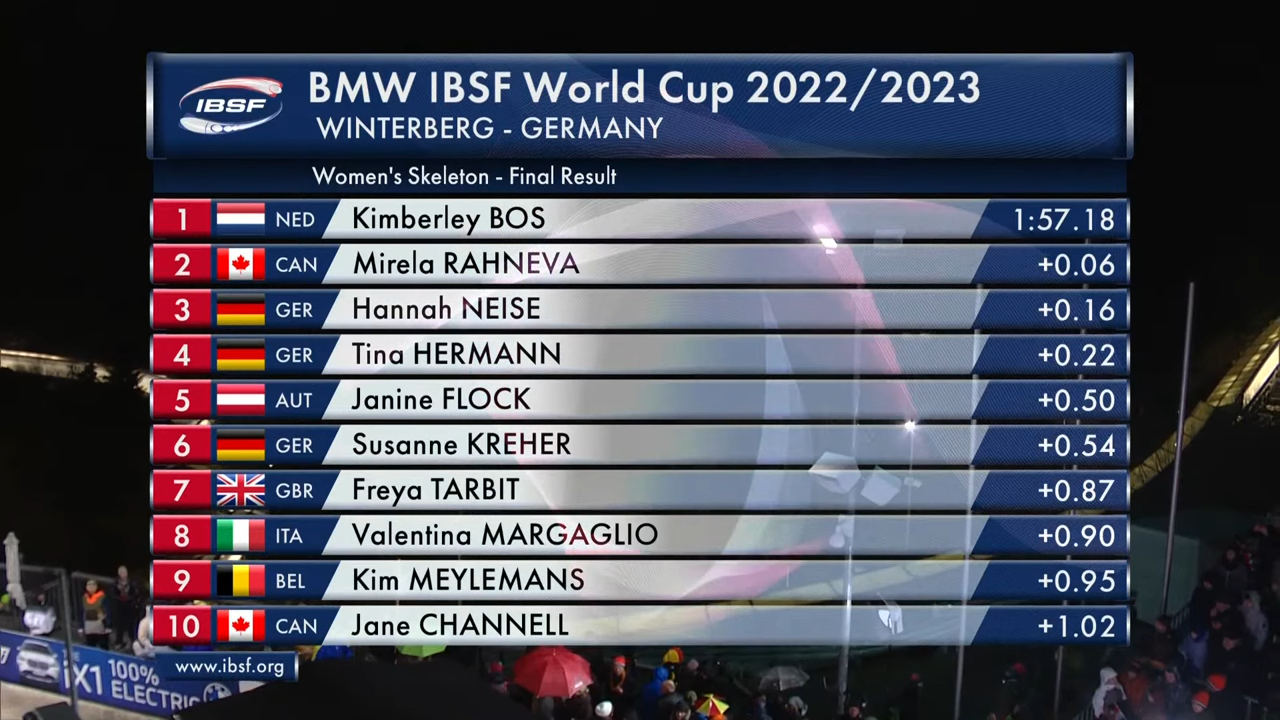 IBSF
BMW IBSF World Cup 2022/2023
WINTERBERG - GERMANY
Women's Skeleton - Final Result
1 NED Kimberley BOS 1:57.18
2 CAN Mirela RAHNEVA +0.06
3 GER Hannah NEISE +0.16
4 GER Tina HERMANN +0.22
5 AUT Janine FLOCK +0.50
6 GER Susanne KREHER +0.54
7 GBR Freya TARBIT +0.87
8 ITA Valentina MARGAGLIO +0.90
9 BEL Kim MEYLEMANS +0.95
10 CAN Jane CHANNELL +1.02
www.ibsf.org
iX1 100%
ELECTRIC